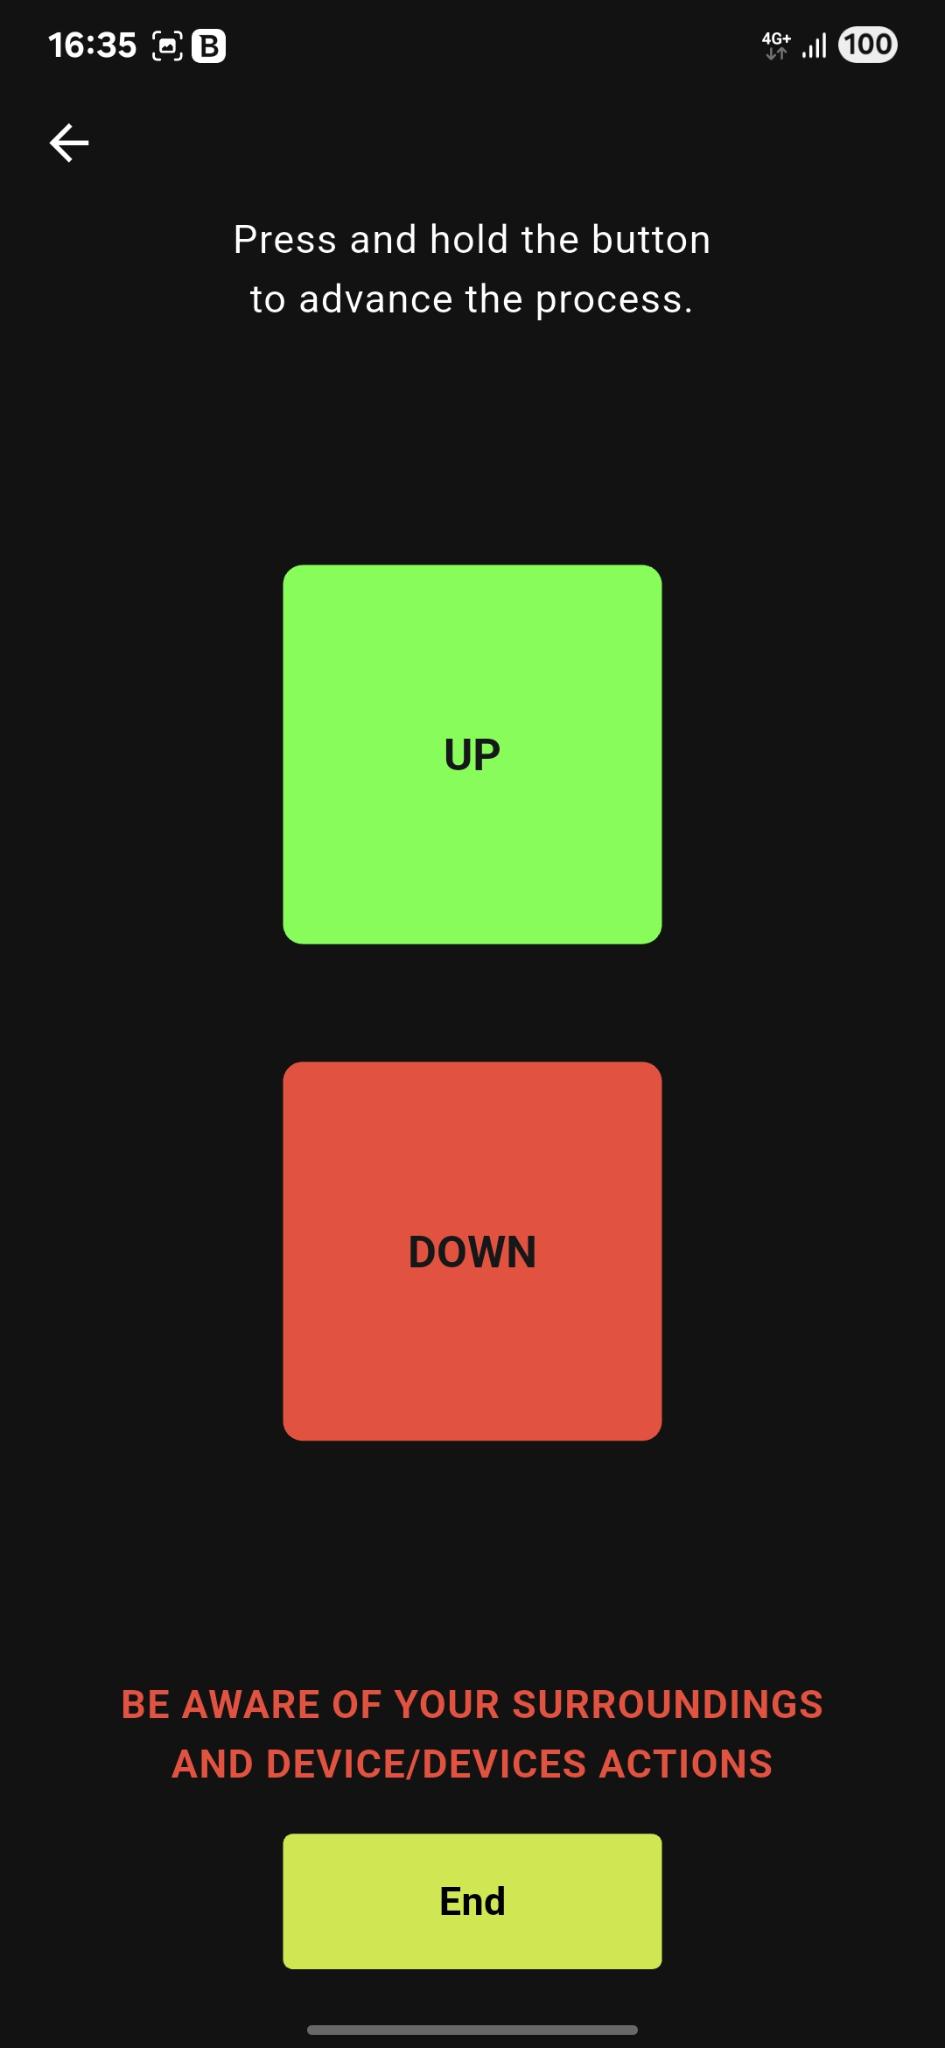 16:35 B 4G+ 100
Press and hold the button
to advance the process.
UP
DOWN
BE AWARE OF YOUR SURROUNDINGS
AND DEVICE/DEVICES ACTIONS
End